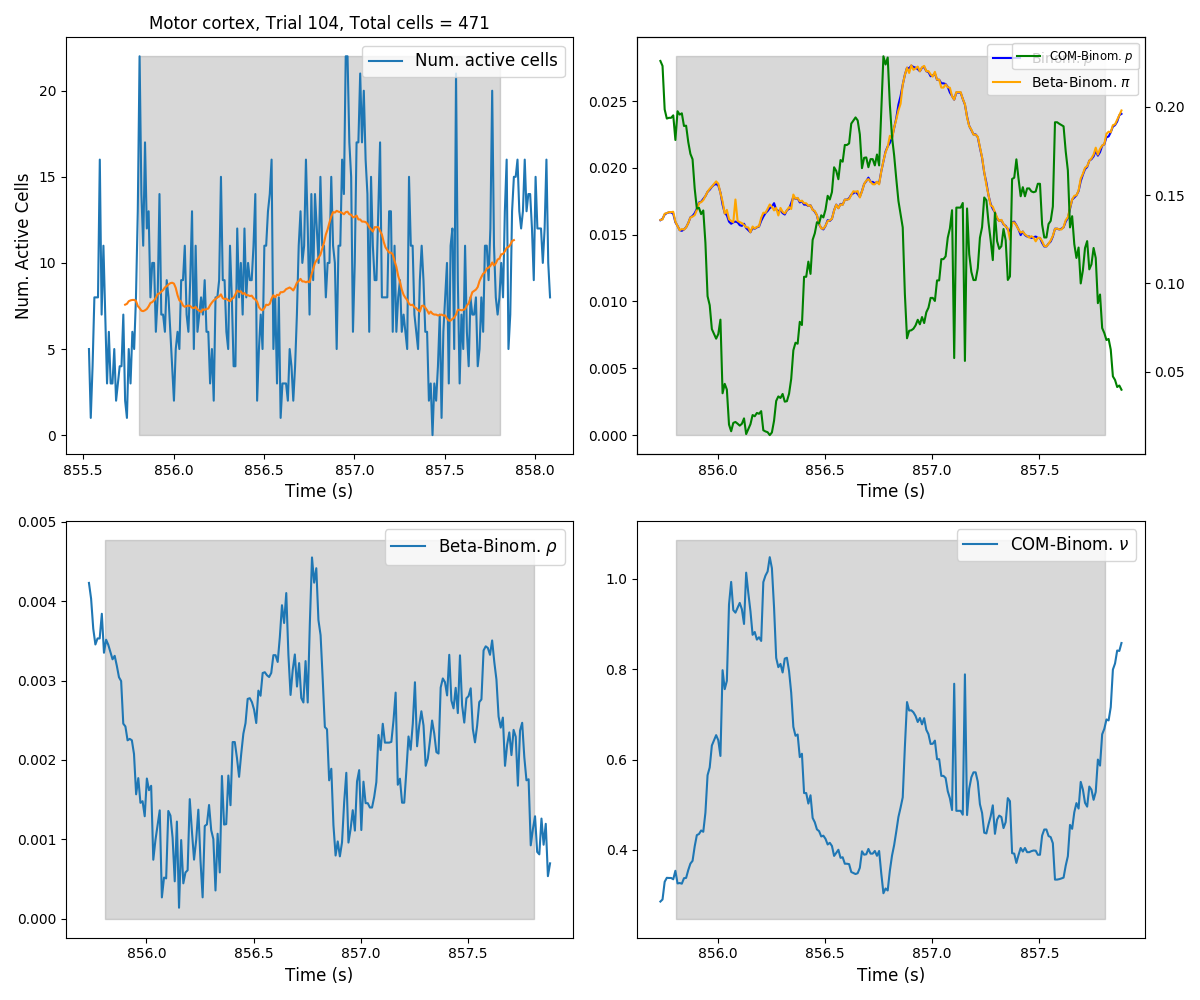 Motor cortex, Trial 104, Total cells = 471
Num. active cells
Num. Active Cells
20
15
10
5
0
855.5 856.0 856.5 857.0 857.5 858.0
Time (s)
COM-Binom. p
Beta-Binom. π
0.025
0.020
0.015
0.010
0.005
0.000
0.20
0.15
0.10
0.05
856.0 856.5 857.0 857.5
Time (s)
Beta-Binom. ρ
0.005
0.004
0.003
0.002
0.001
0.000
856.0 856.5 857.0 857.5
Time (s)
COM-Binom. ν
1.0
0.8
0.6
0.4
856.0 856.5 857.0 857.5
Time (s)